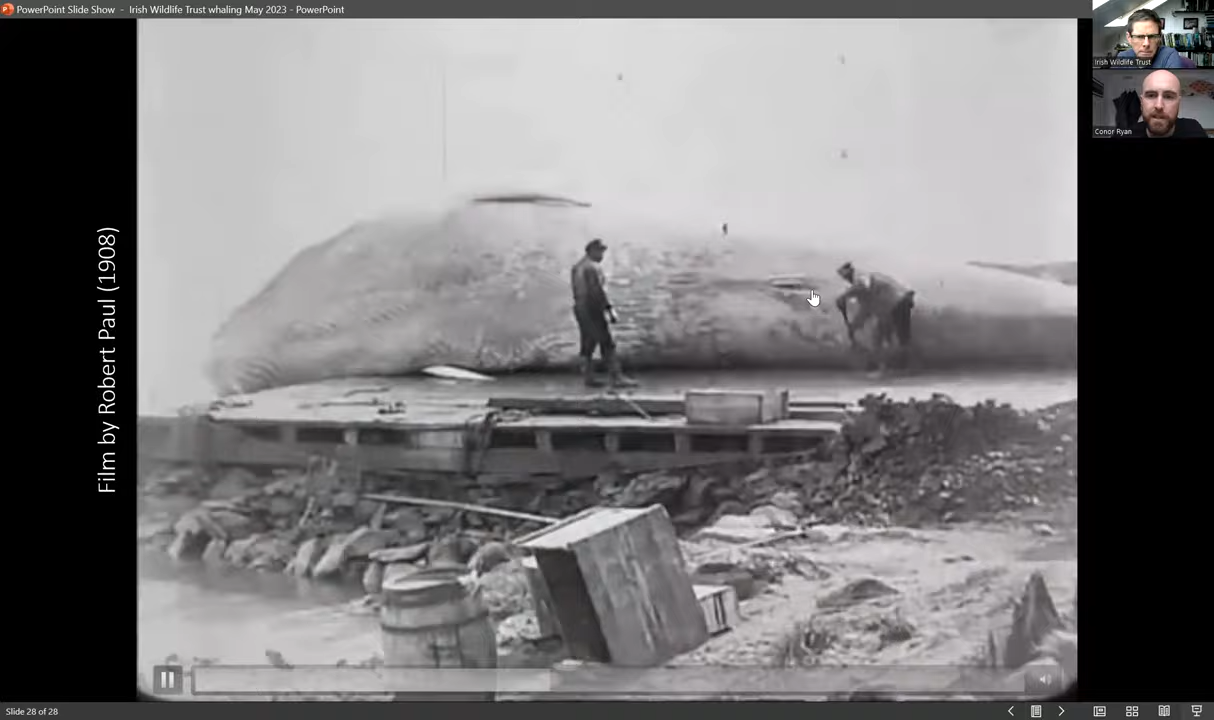 PowerPoint Slide Show - Irish Wildlife Trust whaling May 2023 - PowerPoint
Irish Wildlife Trust
Conor Ryan
Film by Robert Paul (1908)
Slide 28 of 28